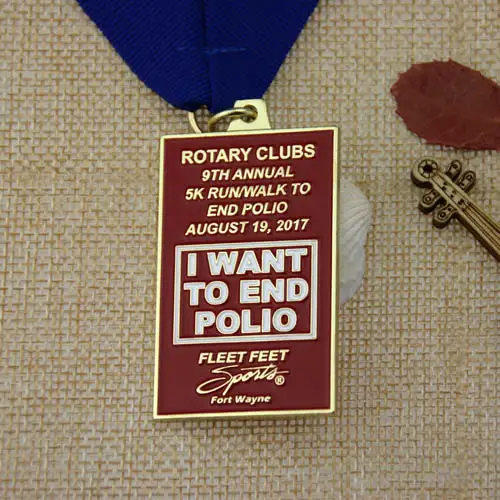 ROTARY CLUBS
9TH ANNUAL
5K RUN/WALK TO
END POLIO
AUGUST 19, 2017
I WANT
TO END
POLIO
FLEET FEET
Sports®
Fort Wayne